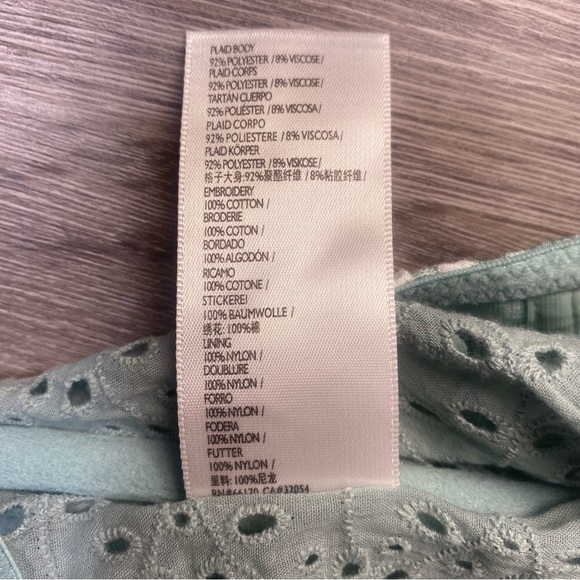 PLAID BODY
92% POLYESTER /8% VISCOSE/
PLAID CORPS
92% POLYESTER /8% VISCOSE/
TARTÁN CUERPO
92% POLIÉSTER /8% VISCOSA/
PLAID CORPO
92% POLIESTERE /8% VISCOSA/
PLAID KÖRPER
92% POLYESTER /8% VISKOSE/
格子大身:92%聚酯纤维 /8%粘胶纤维/
EMBROIDERY
100% COTTON /
BRODERIE
100% COTON /
BORDADO
100% ALGODÓN /
RICAMO
100% COTONE /
STICKEREI
100% BAUMWOLLE /
绣花: 100%棉
LINING
100% NYLON /
DOUBLURE
100% NYLON /
FORRO
100% NYLON /
FODERA
100% NYLON /
FUTTER
100% NYLON /
里料: 100%尼龙
RN#66170 CA#32054